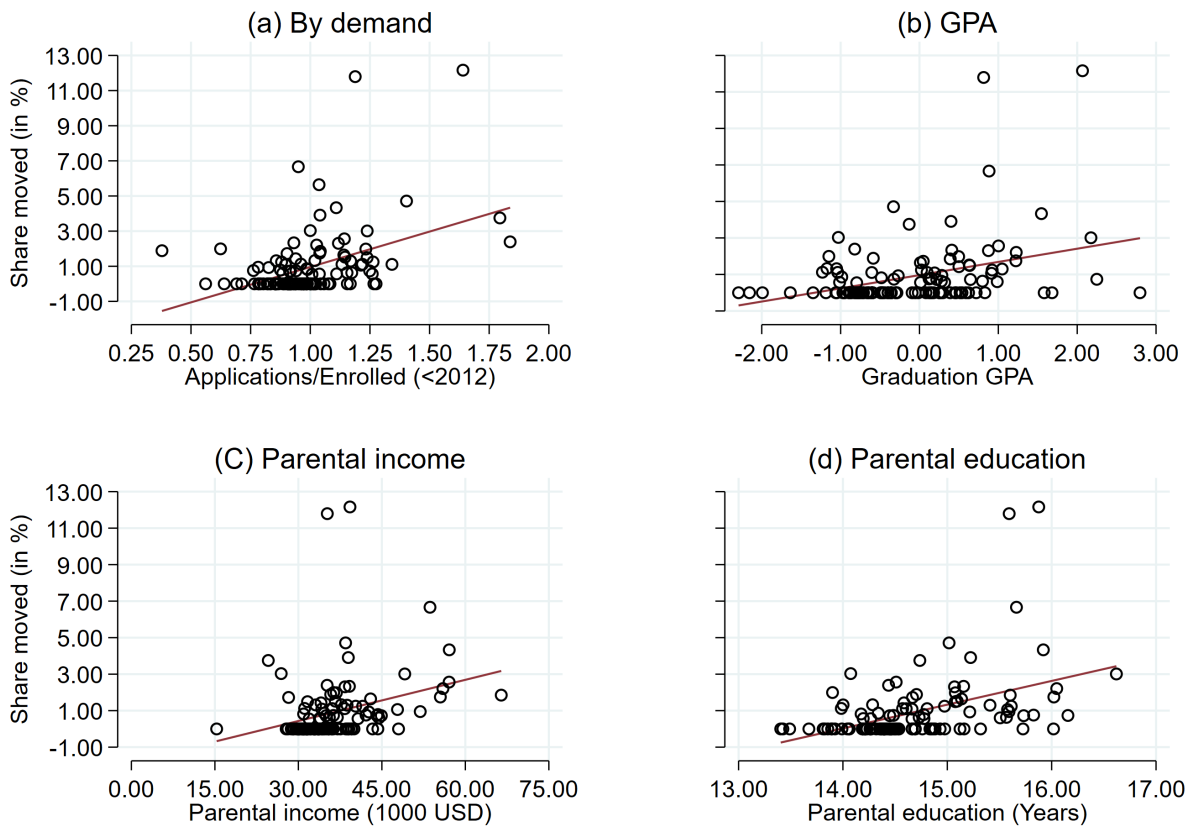 (a) By demand
(b) GPA
Share moved (in %)
13.00
11.00
9.00
7.00
5.00
3.00
1.00
-1.00
0.25 0.50 0.75 1.00 1.25 1.50 1.75 2.00
Applications/Enrolled (<2012)
-2.00 -1.00 0.00 1.00 2.00 3.00
Graduation GPA
(C) Parental income
(d) Parental education
Share moved (in %)
13.00
11.00
9.00
7.00
5.00
3.00
1.00
-1.00
0.00 15.00 30.00 45.00 60.00 75.00
Parental income (1000 USD)
13.00 14.00 15.00 16.00 17.00
Parental education (Years)